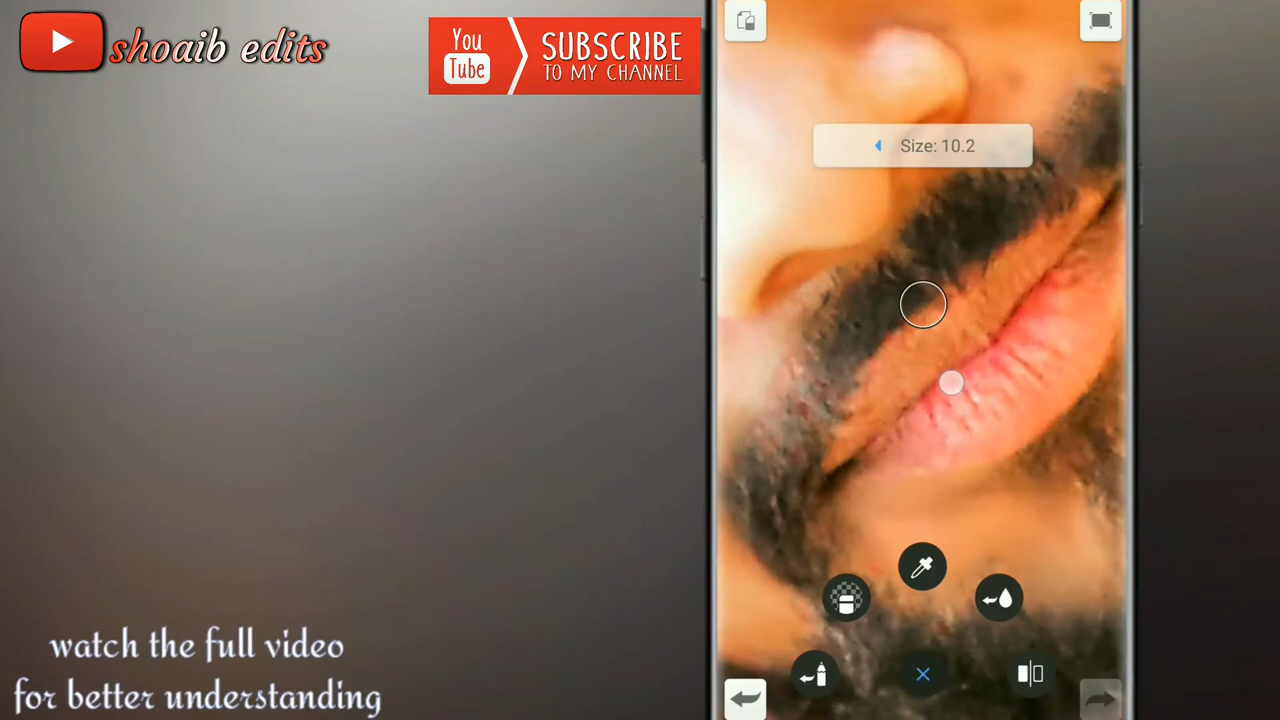 shoaib edits
You
Tube
SUBSCRIBE
TO MY CHANNEL
Size: 10.2
watch the full video
for better understanding